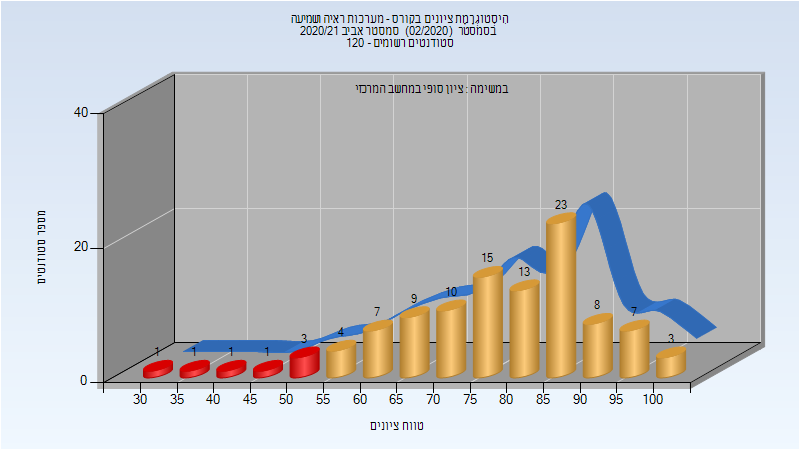 היסטוגרמת ציונים בקורס - מערכות ראיה ושמיעה
בסמסטר (02/2020) סמסטר אביב 2020/21
סטודנטים רשומים - 120
במשימה : ציון סופי במחשב המרכזי
מספר סטודנטים
40
20
0
1 1 1 1 3 4 7 9 10 15 13 23 8 7 3
30 35 40 45 50 55 60 65 70 75 80 85 90 95 100
טווח ציונים